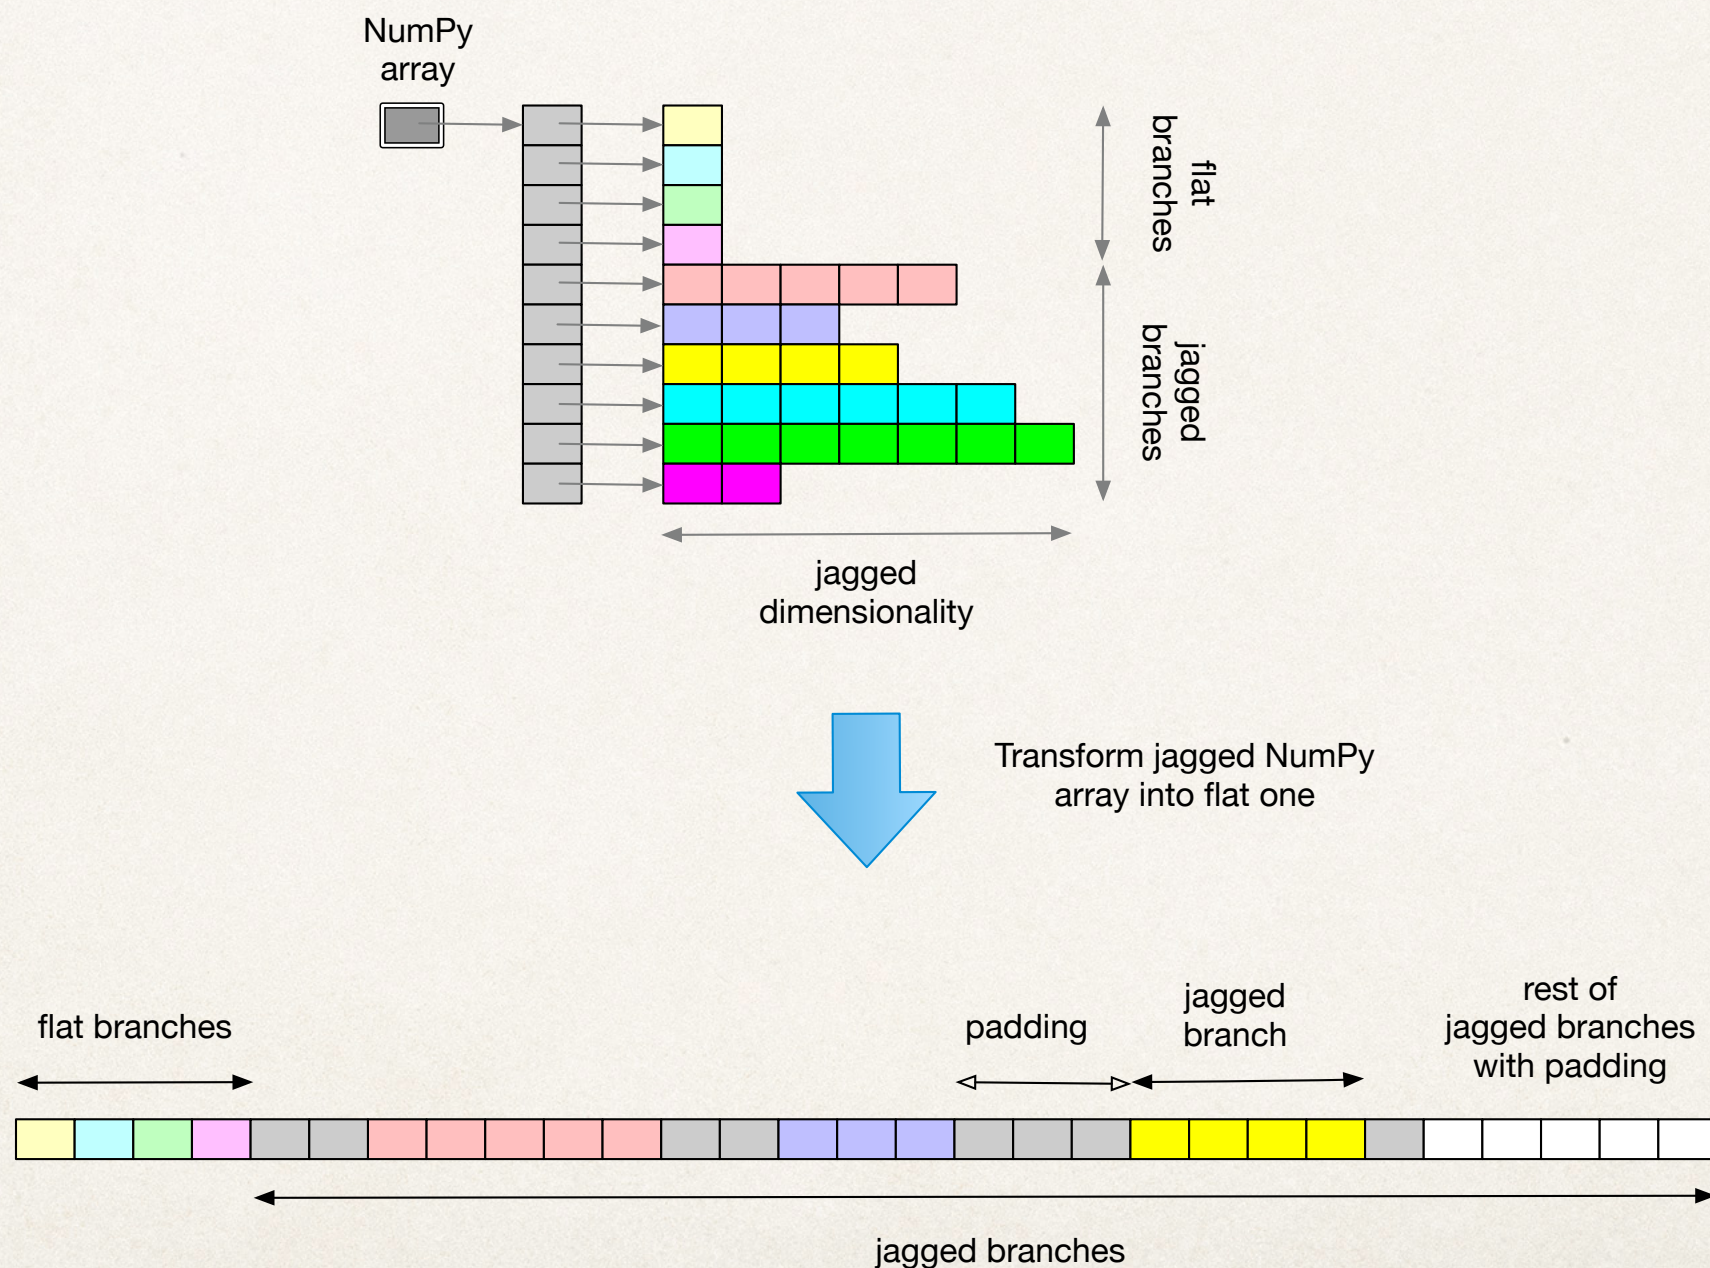 NumPy
array
flat
branches
jagged
branches
jagged
dimensionality
Transform jagged NumPy
array into flat one
flat branches
padding
jagged
branch
rest of
jagged branches
with padding
jagged branches